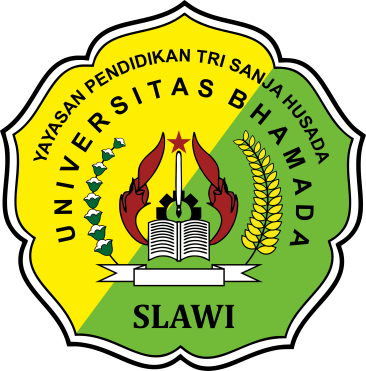 YAYASAN PENDIDIKAN TRI SANJA HUSADA
UNIVERSITAS BHAMADA
SLAWI